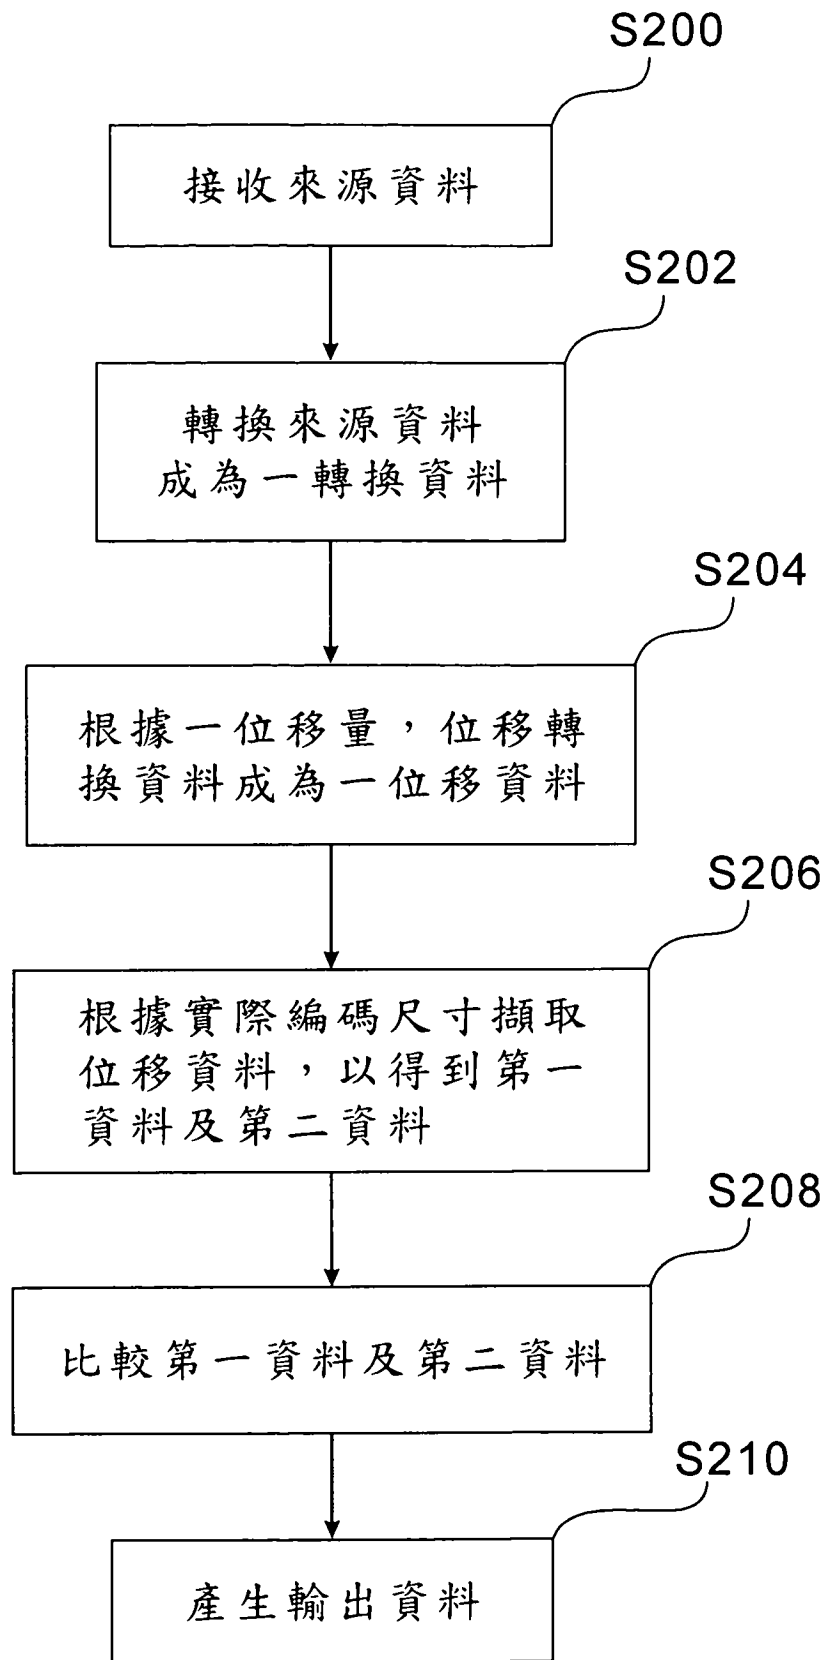 S200
接收來源資料
S202
轉換來源資料
成為一轉換資料
S204
根據一位移量，位移轉
換資料成為一位移資料
S206
根據實際編碼尺寸擷取
位移資料，以得到第一
資料及第二資料
S208
比較第一資料及第二資料
S210
產生輸出資料